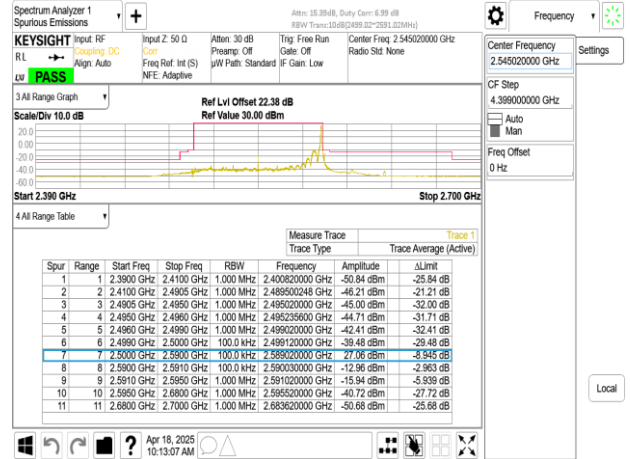 Spectrum Analyzer 1
Spurious Emissions
Attn: 15.39dB, Duty Corr: 6.99 dB
RBW Trans:10dB(2499.02~2591.02MHz)
Frequency
Settings
KEYSIGHT
Input: RF
Coupling: DC
Align: Auto
Input Z: 50 Ω
Corr
Freq Ref: Int (S)
NFE: Adaptive
Atten: 30 dB
Preamp: Off
µW Path: Standard
Trig: Free Run
Gate: Off
IF Gain: Low
Center Freq: 2.545020000 GHz
Radio Std: None
R L
PASS
Center Frequency
2.545020000 GHz
CF Step
4.399000000 GHz
Auto
Man
Freq Offset
0 Hz
Local
3 All Range Graph
Scale/Div 10.0 dB
Ref Lvl Offset 22.38 dB
Ref Value 30.00 dBm
20.0
0.00
-20.0
-40.0
-60.0
Start 2.390 GHz
Stop 2.700 GHz
4 All Range Table
Measure Trace Trace 1
Trace Type Trace Average (Active)
Spur Range Start Freq Stop Freq RBW Frequency Amplitude ΔLimit
1 1 2.3900 GHz 2.4100 GHz 1.000 MHz 2.400820000 GHz -50.84 dBm -25.84 dB
2 2 2.4100 GHz 2.4905 GHz 1.000 MHz 2.489500248 GHz -46.21 dBm -21.21 dB
3 3 2.4905 GHz 2.4950 GHz 1.000 MHz 2.495020000 GHz -45.00 dBm -32.00 dB
4 4 2.4950 GHz 2.4960 GHz 1.000 MHz 2.495235600 GHz -44.71 dBm -31.71 dB
5 5 2.4960 GHz 2.4990 GHz 1.000 MHz 2.499020000 GHz -42.41 dBm -32.41 dB
6 6 2.4990 GHz 2.5000 GHz 100.0 kHz 2.499120000 GHz -39.48 dBm -29.48 dB
7 7 2.5000 GHz 2.5900 GHz 100.0 kHz 2.589020000 GHz 27.06 dBm -8.945 dB
8 8 2.5900 GHz 2.5910 GHz 100.0 kHz 2.590030000 GHz -12.96 dBm -2.963 dB
9 9 2.5910 GHz 2.5950 GHz 1.000 MHz 2.591020000 GHz -15.94 dBm -5.939 dB
10 10 2.5950 GHz 2.6800 GHz 1.000 MHz 2.595520000 GHz -40.72 dBm -27.72 dB
11 11 2.6800 GHz 2.7000 GHz 1.000 MHz 2.683620000 GHz -50.68 dBm -25.68 dB
?
Apr 18, 2025
10:13:07 AM